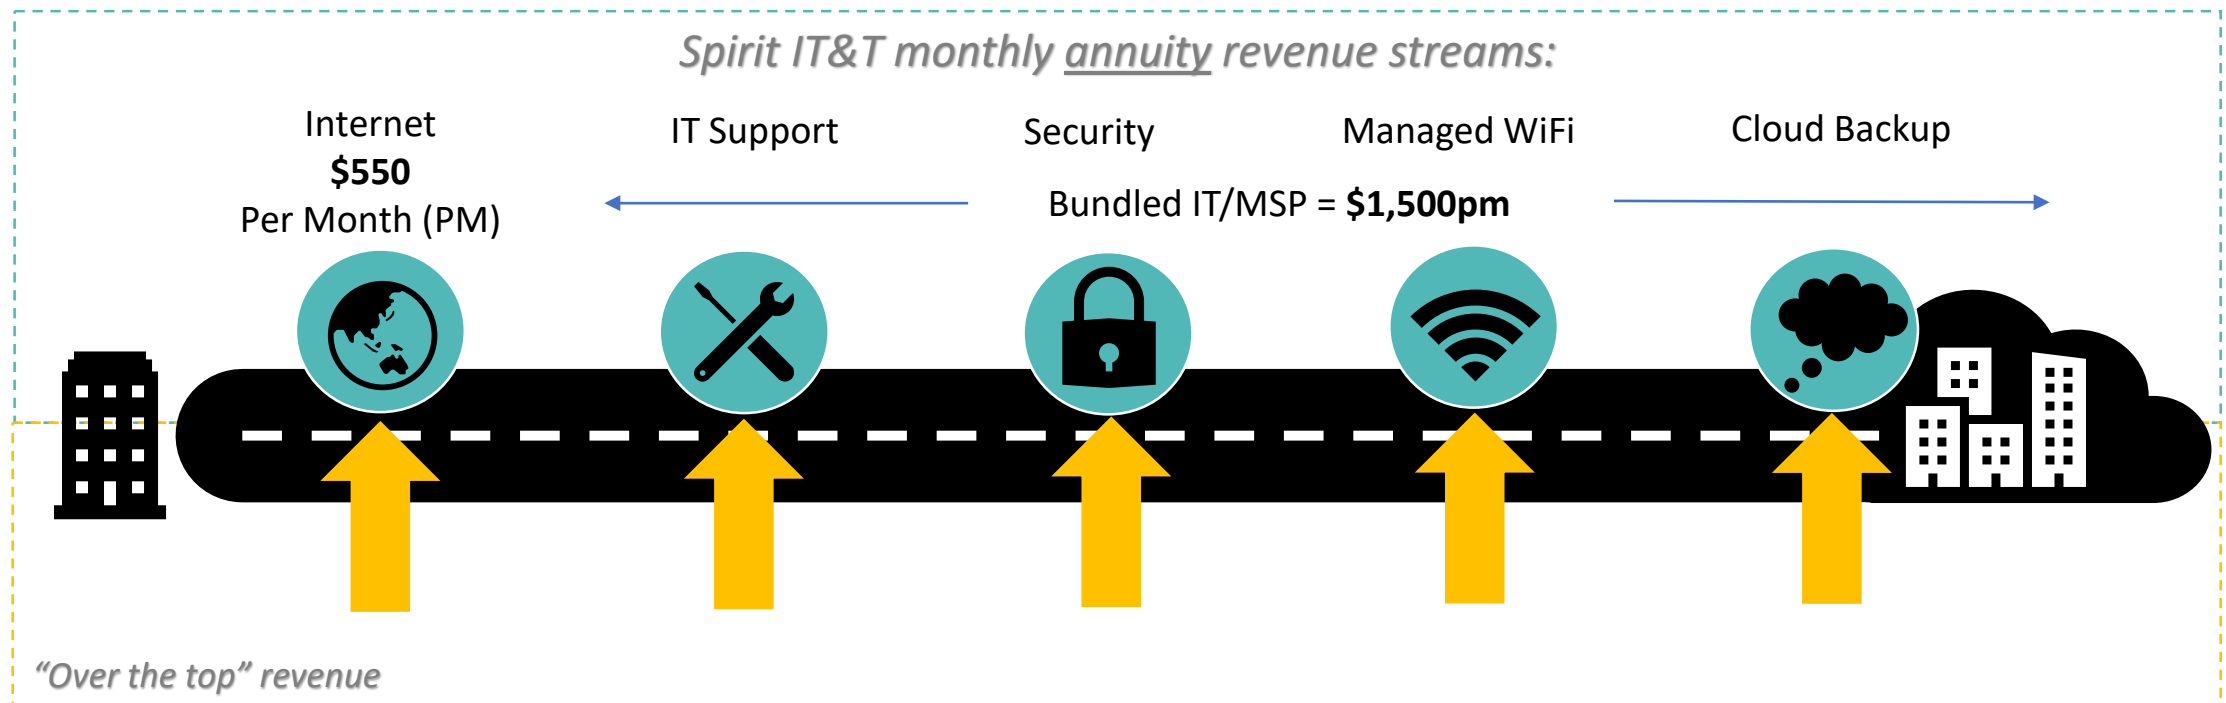 Spirit IT&T monthly annuity revenue streams:
Internet
$550
Per Month (PM)
IT Support
Security
Managed WiFi
Cloud Backup
Bundled IT/MSP = $1,500pm
“Over the top” revenue